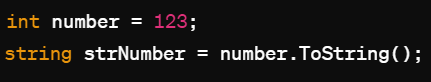 int number = 123;
string strNumber = number.ToString();